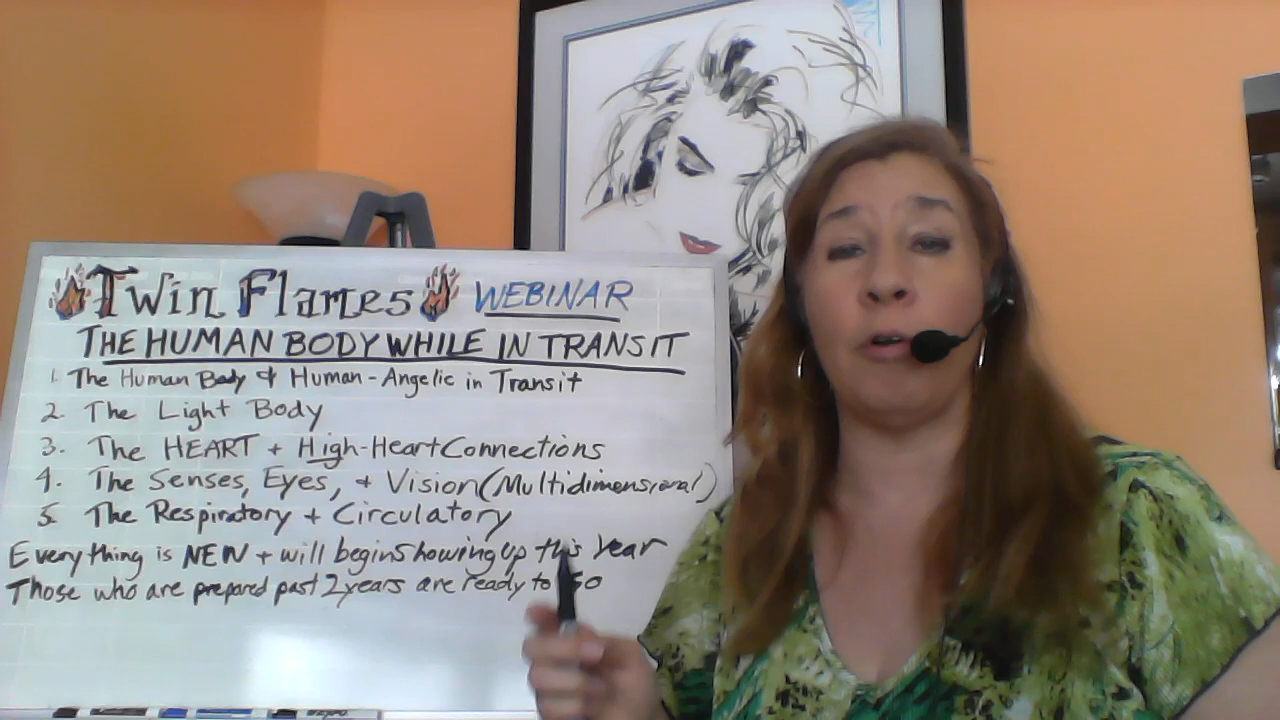 Twin Flames WEBINAR
THE HUMAN BODY WHILE IN TRANSIT
1. The Human Body & Human-Angelic in Transit
2. The Light Body
3. The HEART + High-Heart Connections
4. The Senses, Eyes, + Vision (Multidimensional)
5. The Respiratory + Circulatory
Everything is NEW + will begin showing up this Year
Those who are prepared past 2 years are ready to GO